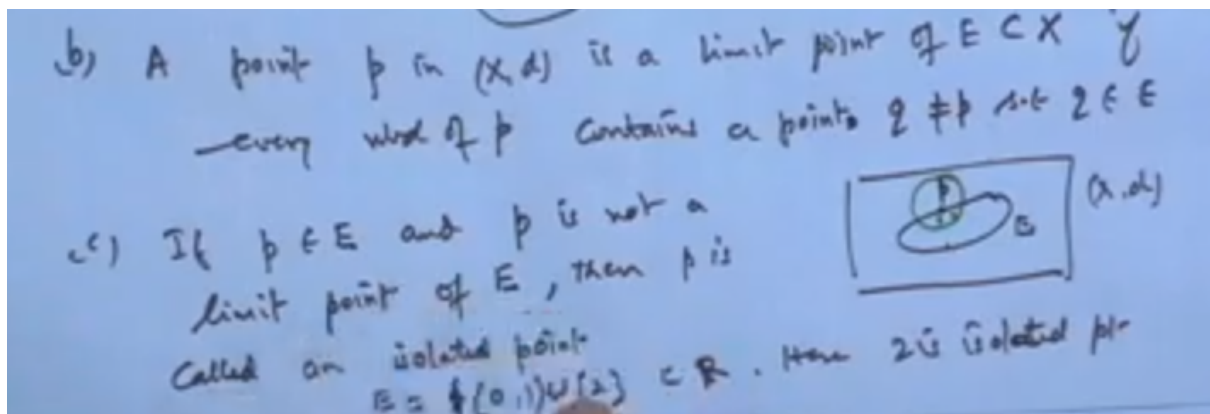 b) A point p in (X,d) is a limit point of E ⊂ X if
every nbd of p contains a point q ≠ p s.t q ∈ E
c) If p ∈ E and p is not a
limit point of E, then p is
called an isolated point
E = {(0,1)∪{2} ⊂ R. Here 2 is isolated pt
p
E
(X,d)